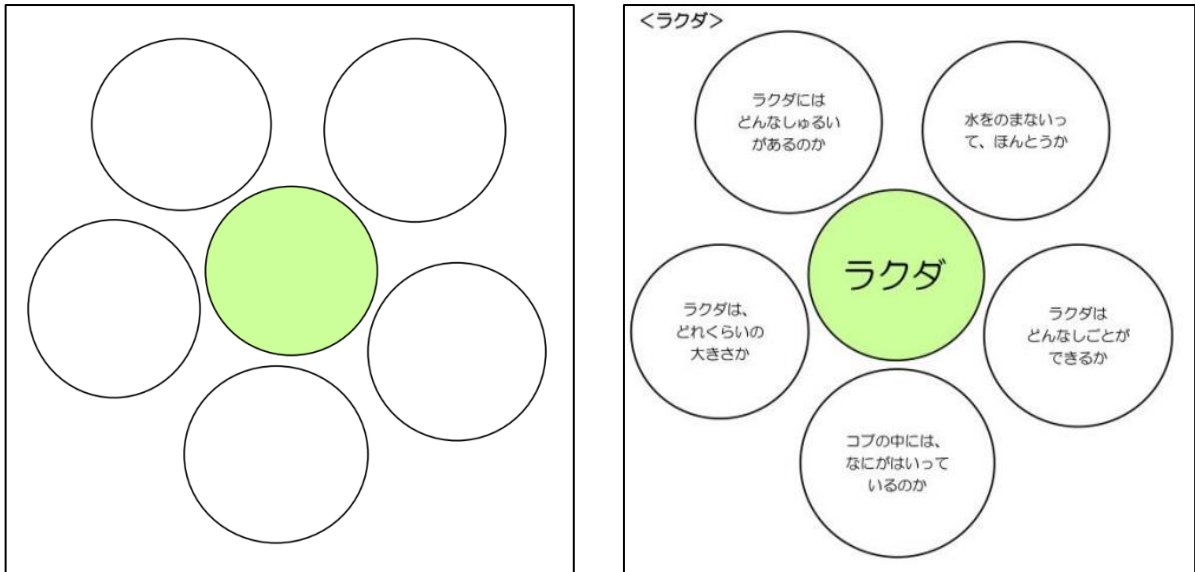 ＜ラクダ＞
ラクダには
どんなしゅるい
があるのか
水をのまないっ
て、ほんとうか
ラクダ
ラクダは、
どれくらいの
大きさか
ラクダは
どんなしごとが
できるか
コブの中には、
なにがはいって
いるのか